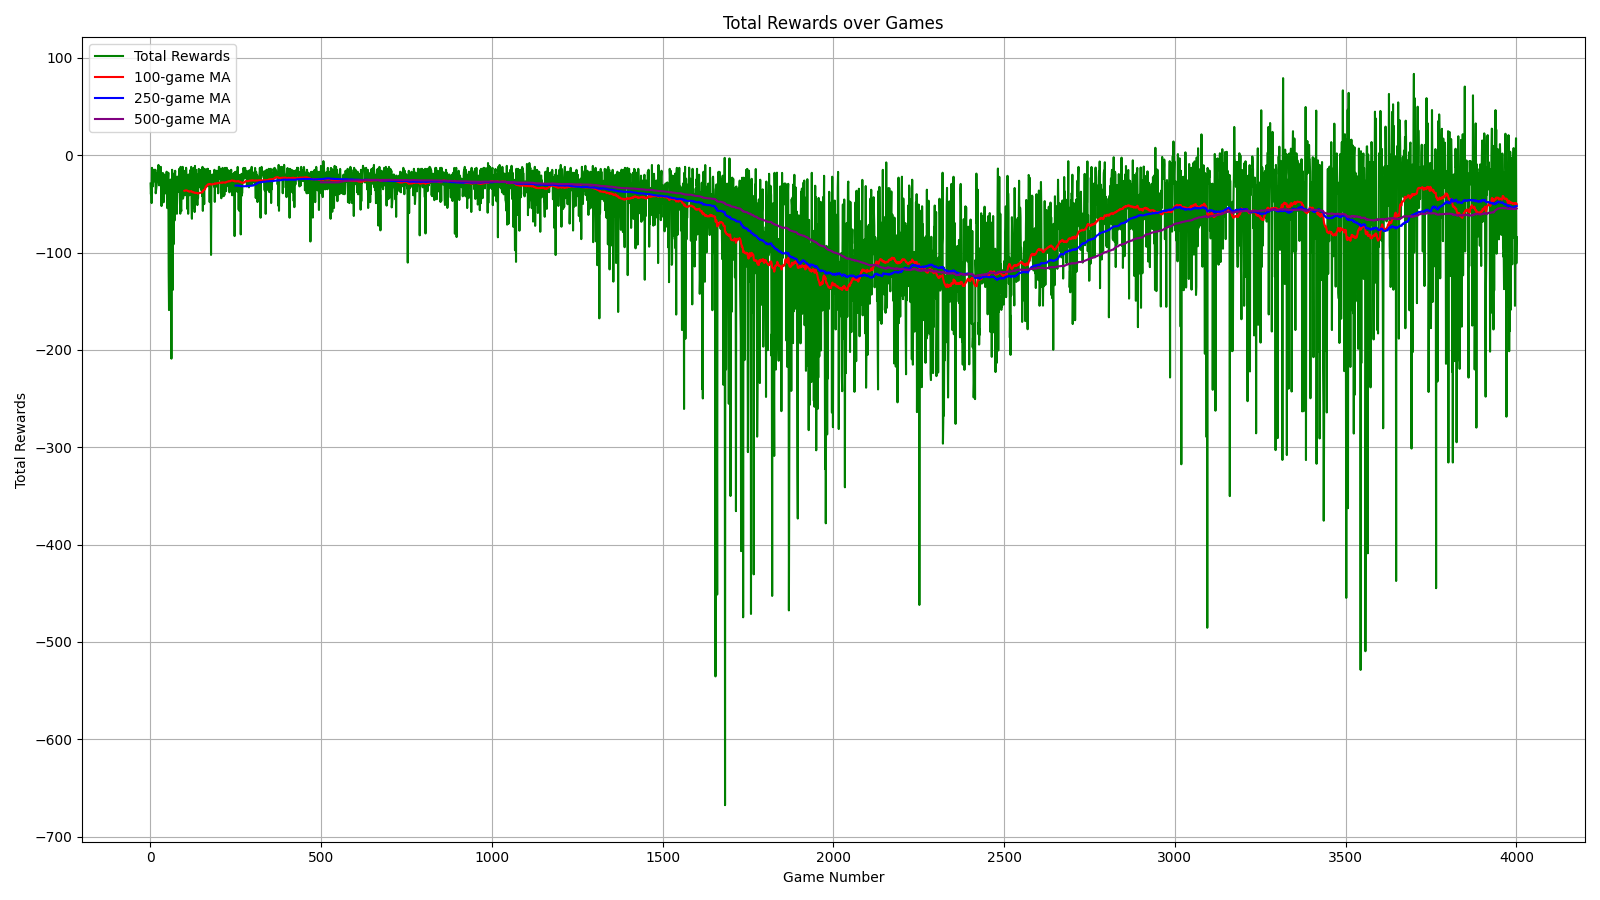 Total Rewards over Games
Total Rewards
100-game MA
250-game MA
500-game MA
100
0
−100
−200
−300
−400
−500
−600
−700
Total Rewards
0
500
1000
1500
2000
2500
3000
3500
4000
Game Number